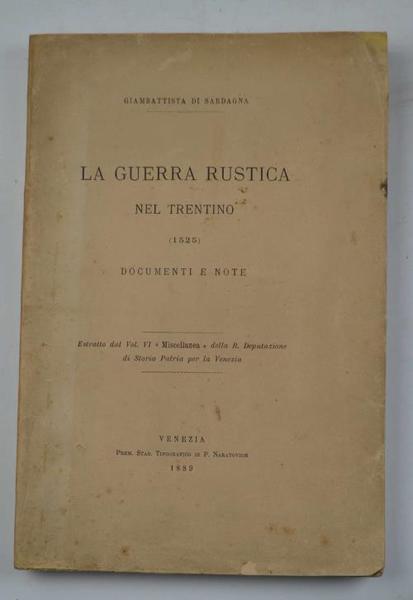 GIAMBATTISTA DI SARDAGNA
LA GUERRA RUSTICA
NEL TRENTINO
(1525)
DOCUMENTI E NOTE
Estratto dal Vol. VI « Miscellanea » della R. Deputazione
di Storia Patria per la Venezia
VENEZIA
PREM. STAB. TIPOGRAFICO DI P. NARATOVICH
1889